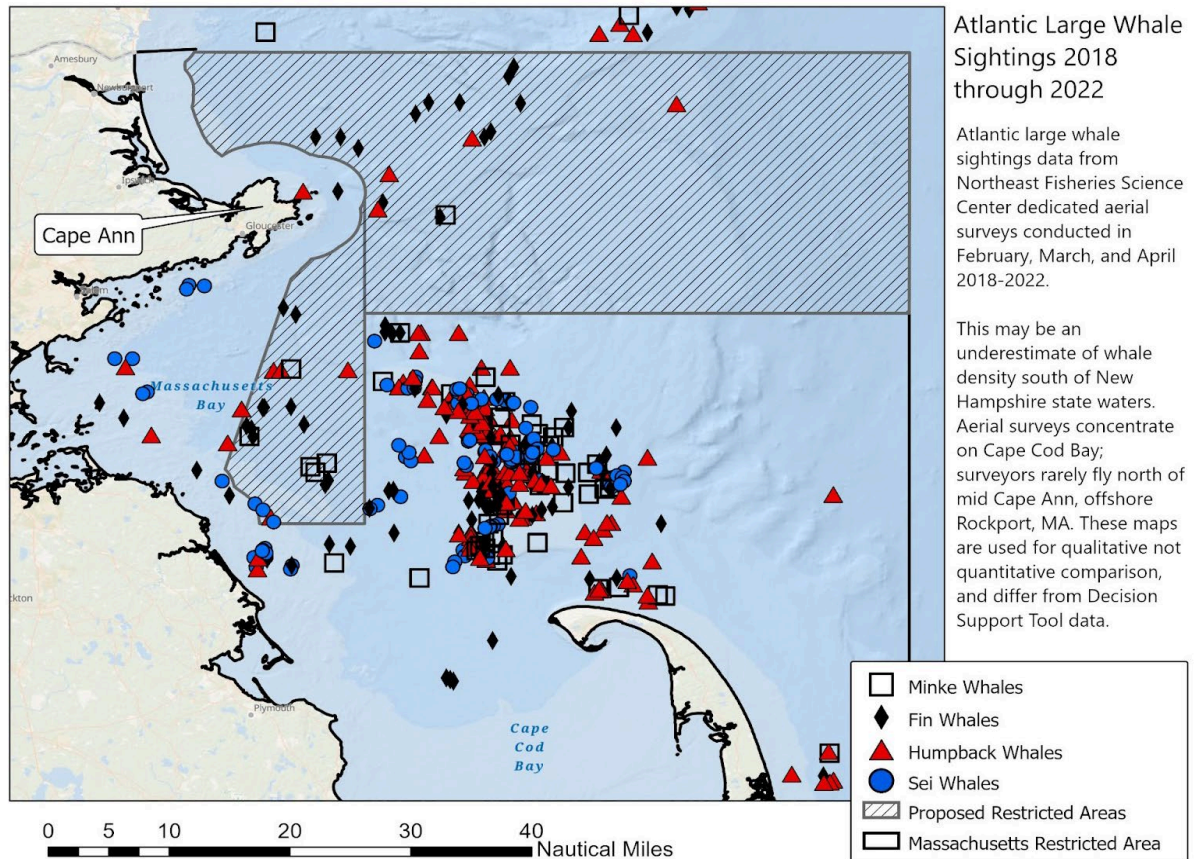 Atlantic Large Whale
Sightings 2018
through 2022
Atlantic large whale
sightings data from
Northeast Fisheries Science
Center dedicated aerial
surveys conducted in
February, March, and April
2018-2022.
This may be an
underestimate of whale
density south of New
Hampshire state waters.
Aerial surveys concentrate
on Cape Cod Bay;
surveyors rarely fly north of
mid Cape Ann, offshore
Rockport, MA. These maps
are used for qualitative not
quantitative comparison,
and differ from Decision
Support Tool data.
Amesbury
Newburyport
Ipswich
Cape Ann
Gloucester
Massachusetts
Bay
ckton
Plymouth
Cape
Cod
Bay
Minke Whales
Fin Whales
Humpback Whales
Sei Whales
Proposed Restricted Areas
Massachusetts Restricted Area
0 5 10 20 30 40
Nautical Miles